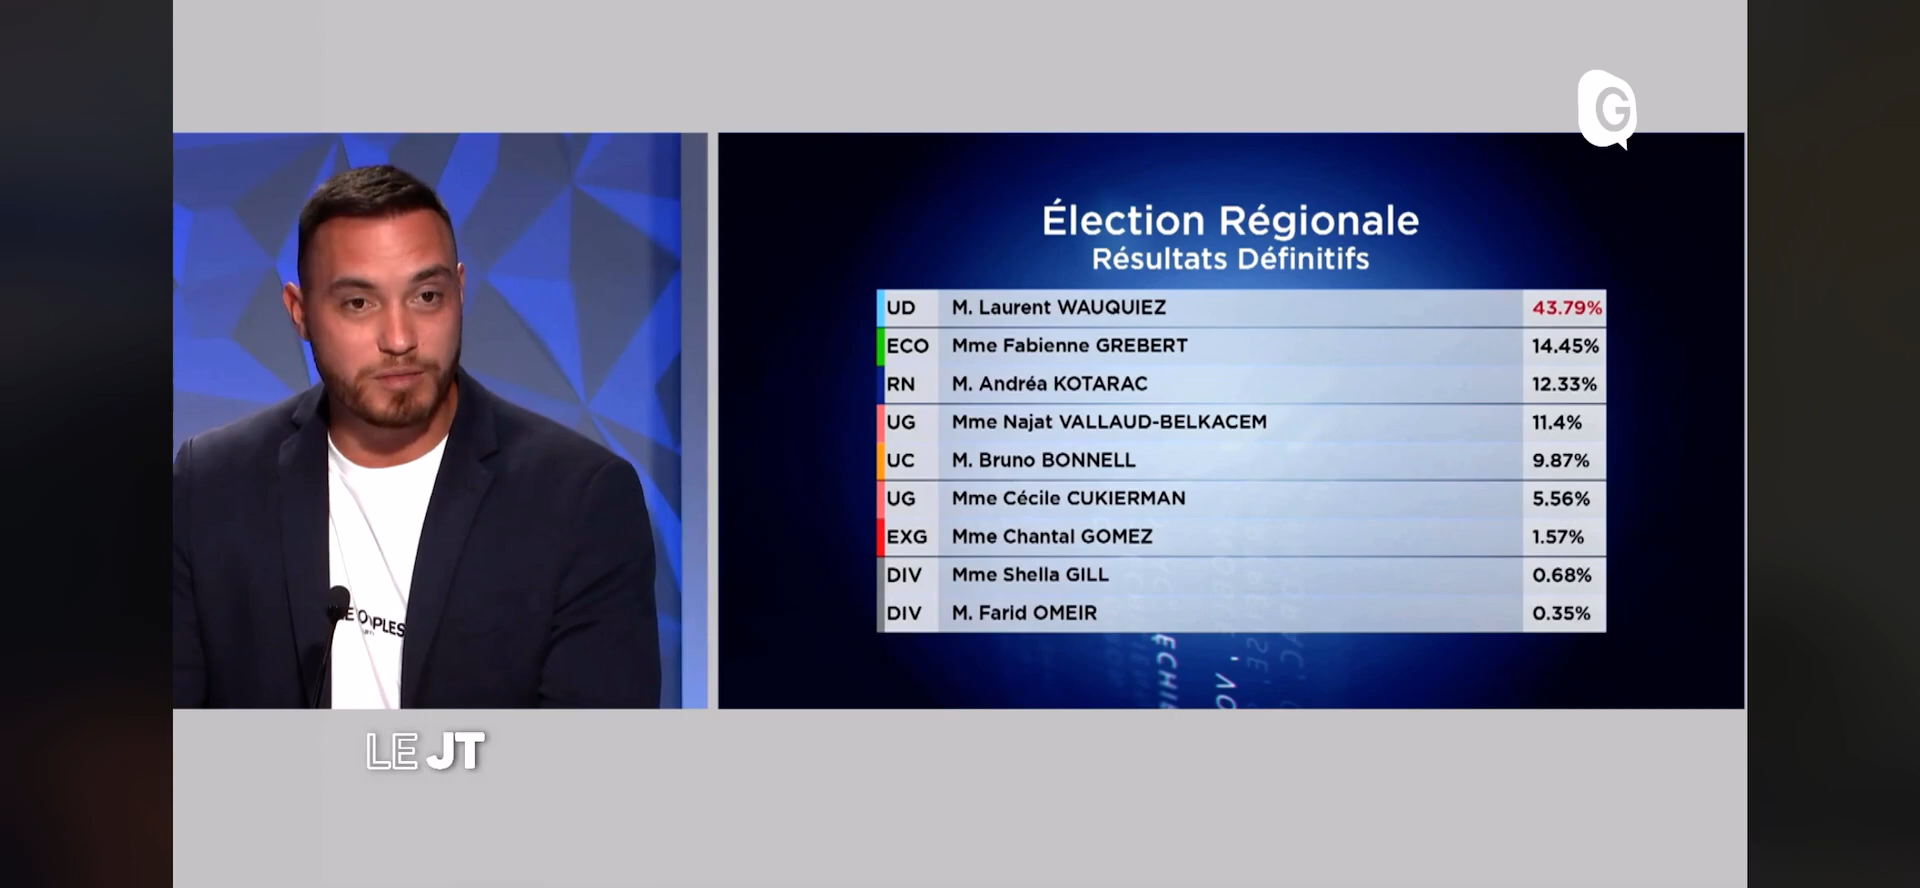 G
Élection Régionale
Résultats Définitifs
UD M. Laurent WAUQUIEZ 43.79%
ECO Mme Fabienne GREBERT 14.45%
RN M. Andréa KOTARAC 12.33%
UG Mme Najat VALLAUD-BELKACEM 11.4%
UC M. Bruno BONNELL 9.87%
UG Mme Cécile CUKIERMAN 5.56%
EXG Mme Chantal GOMEZ 1.57%
DIV Mme Shella GILL 0.68%
DIV M. Farid OMEIR 0.35%
LE JT